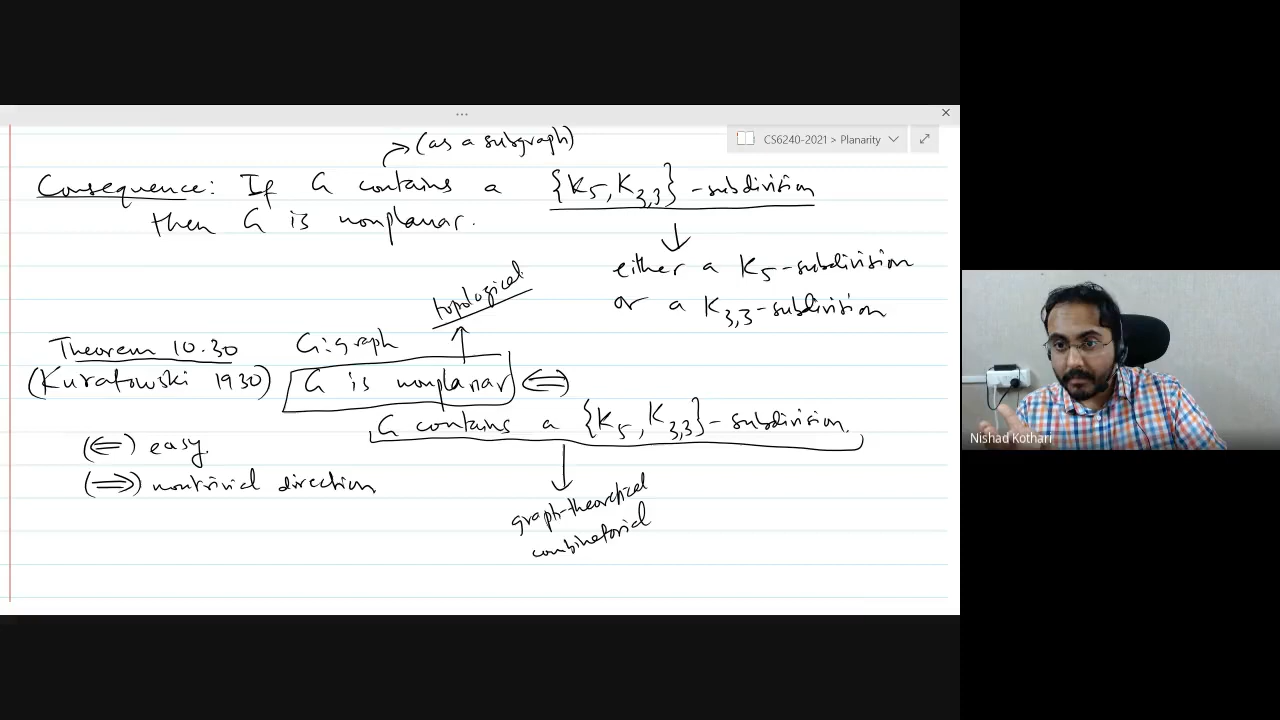 CS6240-2021 > Planarity
(as a subgraph)
Consequence: If G contains a {K5, K3,3}-subdivision
then G is nonplanar.
either a K5-subdivision
or a K3,3-subdivision
topological
Theorem 10.30 G: graph
(Kuratowski 1930) G is nonplanar ⟺
G contains a {K5, K3,3}-subdivision.
(⟸) easy.
(⟹) nontrivial direction
graph-theoretical
combinatorial
Nishad Kothari